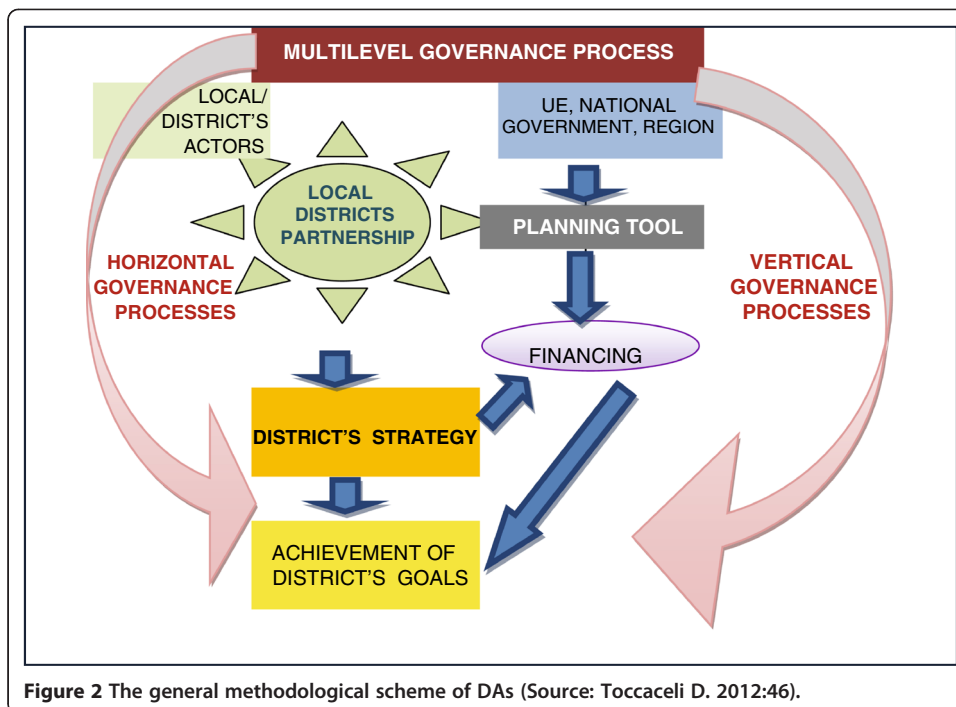 MULTILEVEL GOVERNANCE PROCESS
LOCAL/
DISTRICT'S
ACTORS
UE, NATIONAL
GOVERNMENT, REGION
LOCAL
DISTRICTS
PARTNERSHIP
PLANNING TOOL
HORIZONTAL
GOVERNANCE
PROCESSES
VERTICAL
GOVERNANCE
PROCESSES
FINANCING
DISTRICT'S STRATEGY
ACHIEVEMENT OF
DISTRICT'S GOALS
Figure 2 The general methodological scheme of DAs (Source: Toccaceli D. 2012:46).